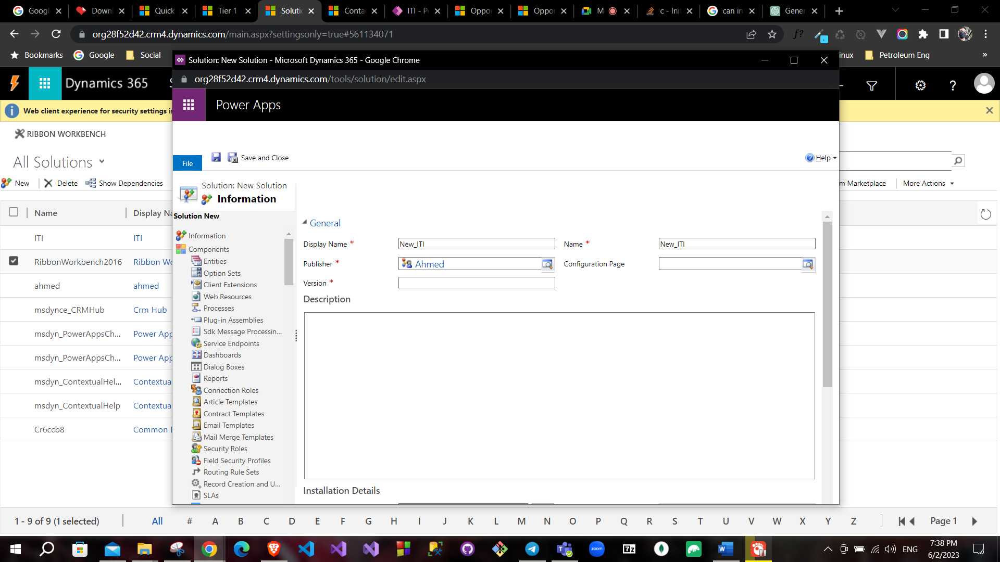 Googl
Downl
Quick
Tier 1
Soluti
Conta
ITI - P
Oppor
Oppor
M
c - Init
can in
Gener
org28f52d42.crm4.dynamics.com/main.aspx?settingsonly=true#561134071
Bookmarks
Google
Social
inux
Petroleum Eng
»
Solution: New Solution - Microsoft Dynamics 365 - Google Chrome
org28f52d42.crm4.dynamics.com/tools/solution/edit.aspx
Dynamics 365
Power Apps
Web client experience for security settings is
RIBBON WORKBENCH
All Solutions
New
Delete
Show Dependencies
m Marketplace
More Actions
File
Save and Close
Help
Solution: New Solution
Information
Solution New
Information
Components
Entities
Option Sets
Client Extensions
Web Resources
Processes
Plug-in Assemblies
Sdk Message Processin...
Service Endpoints
Dashboards
Dialog Boxes
Reports
Connection Roles
Article Templates
Contract Templates
Email Templates
Mail Merge Templates
Security Roles
Field Security Profiles
Routing Rule Sets
Record Creation and U...
SLAs
General
Display Name *
New_ITI
Name *
New_ITI
Publisher *
Ahmed
Configuration Page
Version *
Description
Installation Details
Name
Display Na
ITI
ITI
RibbonWorkbench2016
Ribbon Wo
ahmed
ahmed
msdynce_CRMHub
Crm Hub
msdyn_PowerAppsCh...
Power App
msdyn_PowerAppsCh...
Power App
msdyn_ContextualHel...
Contextua
msdyn_ContextualHelp
Contextua
Cr6ccb8
Common D
1 - 9 of 9 (1 selected)
All # A B C D E F G H I J K L M N O P Q R S T U V W X Y Z
Page 1
zoom
7z
ENG
7:38 PM
6/2/2023